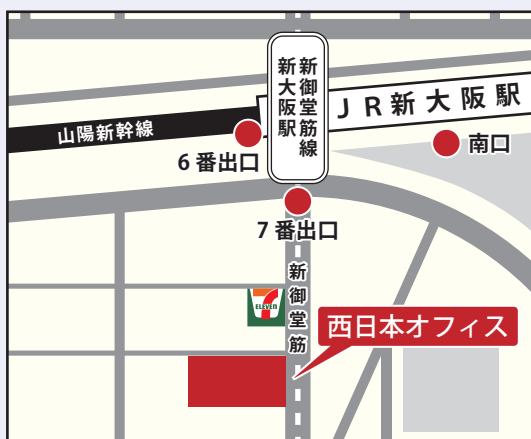 新御堂筋線
新大阪駅
JR新大阪駅
山陽新幹線
6番出口
南口
7番出口
新御堂筋
7
ELEVEN
西日本オフィス